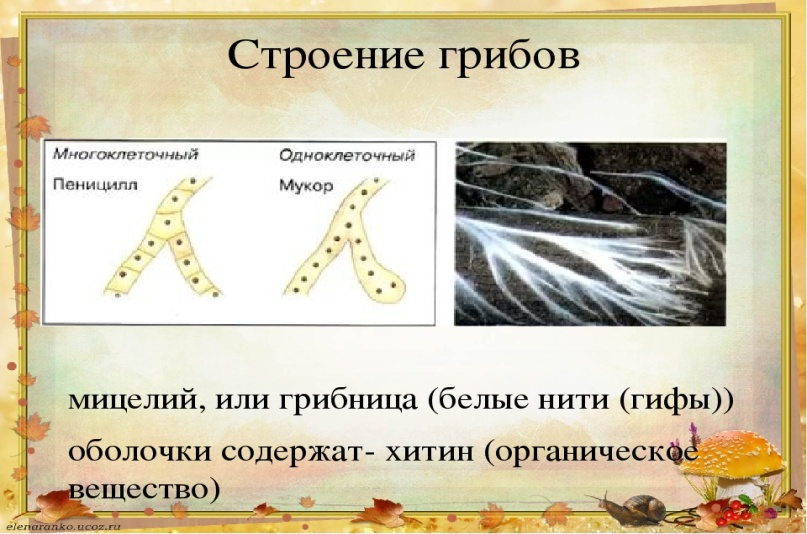 Строение грибов
Многоклеточный
Пеницилл
Одноклеточный
Мукор
мицелий, или грибница (белые нити (гифы))
оболочки содержат- хитин (органическое
вещество)
elenaranko.ucoz.ru